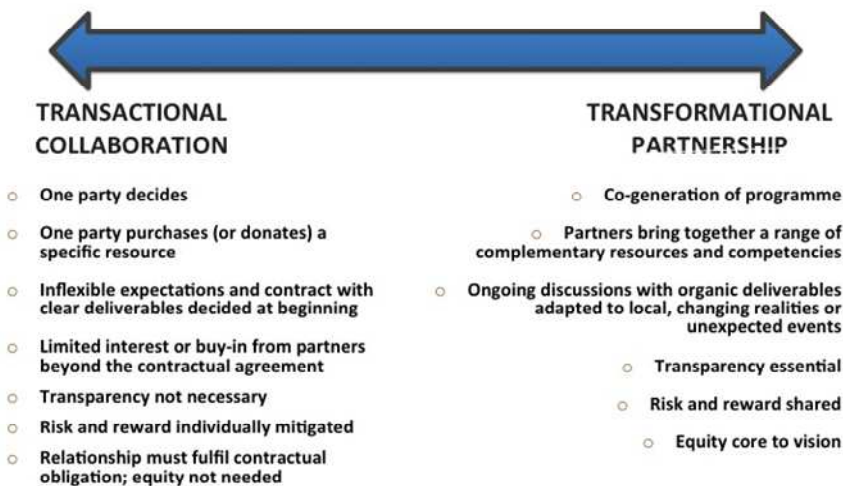 TRANSACTIONAL
COLLABORATION
○ One party decides
○ One party purchases (or donates) a
specific resource
○ Inflexible expectations and contract with
clear deliverables decided at beginning
○ Limited interest or buy-in from partners
beyond the contractual agreement
○ Transparency not necessary
○ Risk and reward individually mitigated
○ Relationship must fulfil contractual
obligation; equity not needed
TRANSFORMATIONAL
PARTNERSHIP
○ Co-generation of programme
○ Partners bring together a range of
complementary resources and competencies
○ Ongoing discussions with organic deliverables
adapted to local, changing realities or
unexpected events
○ Transparency essential
○ Risk and reward shared
○ Equity core to vision